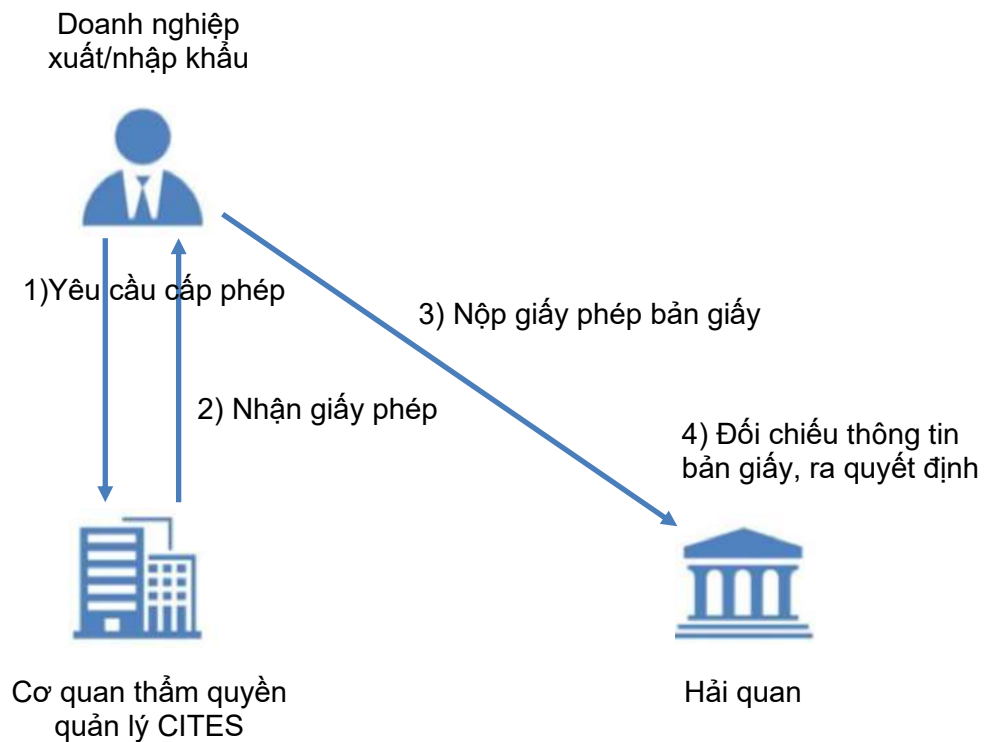 Doanh nghiệp
xuất/nhập khẩu
1)Yêu cầu cấp phép
3) Nộp giấy phép bản giấy
2) Nhận giấy phép
4) Đối chiếu thông tin
bản giấy, ra quyết định
Cơ quan thẩm quyền
quản lý CITES
Hải quan